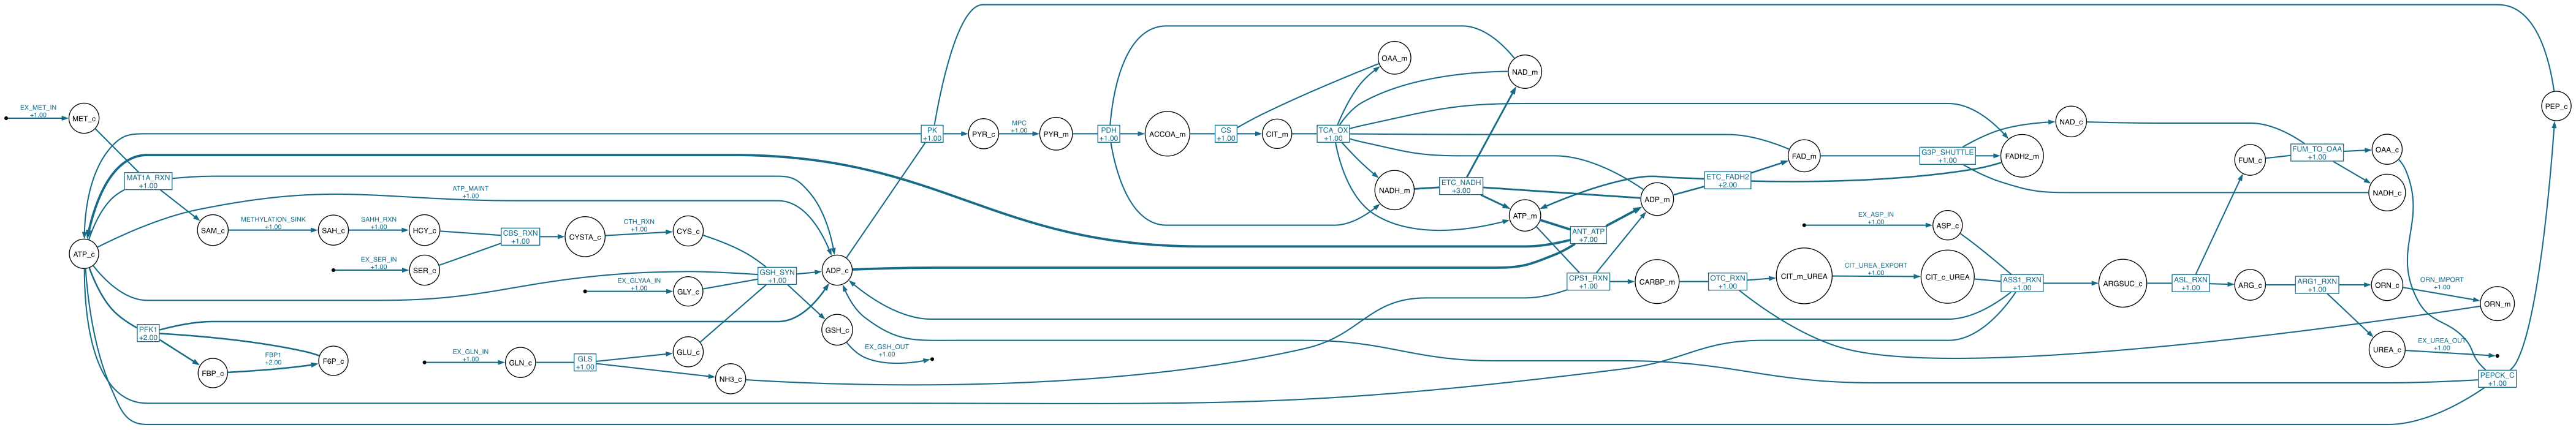 EX_MET_IN
+1.00
MET_c
MAT1A_RXN
+1.00
ATP_MAINT
+1.00
SAM_c
METHYLATION_SINK
+1.00
SAH_c
SAHH_RXN
+1.00
HCY_c
EX_SER_IN
+1.00
SER_c
CBS_RXN
+1.00
CYSTA_c
CTH_RXN
+1.00
CYS_c
ATP_c
EX_GLYAA_IN
+1.00
GLY_c
GSH_SYN
+1.00
ADP_c
GSH_c
EX_GSH_OUT
+1.00
PFK1
+2.00
FBP_c
FBP1
+2.00
F6P_c
EX_GLN_IN
+1.00
GLN_c
GLS
+1.00
GLU_c
NH3_c
PK
+1.00
PYR_c
MPC
+1.00
PYR_m
PDH
+1.00
ACCOA_m
CS
+1.00
CIT_m
TCA_OX
+1.00
OAA_m
NAD_m
NADH_m
ETC_NADH
+3.00
ATP_m
ANT_ATP
+7.00
ADP_m
ETC_FADH2
+2.00
FAD_m
G3P_SHUTTLE
+1.00
FADH2_m
NAD_c
FUM_c
FUM_TO_OAA
+1.00
OAA_c
NADH_c
PEP_c
CPS1_RXN
+1.00
CARBP_m
OTC_RXN
+1.00
CIT_m_UREA
CIT_UREA_EXPORT
+1.00
CIT_c_UREA
EX_ASP_IN
+1.00
ASP_c
ASS1_RXN
+1.00
ARGSUC_c
ASL_RXN
+1.00
ARG_c
ARG1_RXN
+1.00
ORN_c
ORN_IMPORT
+1.00
ORN_m
UREA_c
EX_UREA_OUT
+1.00
PEPCK_C
+1.00